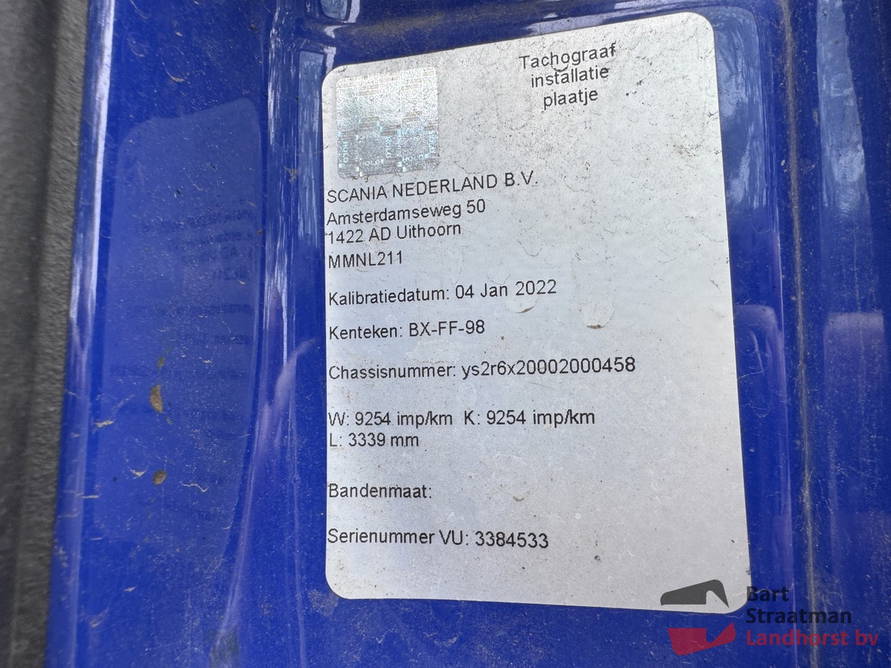 Tachograaf
installatie
plaatje
SCANIA NEDERLAND B.V.
Amsterdamseweg 50
1422 AD Uithoorn
MMNL211
Kalibratiedatum: 04 Jan 2022
Kenteken: BX-FF-98
Chassisnummer: ys2r6x20002000458
W: 9254 imp/km K: 9254 imp/km
L: 3339 mm
Bandenmaat:
Serienummer VU: 3384533
Bart
Straatman
Landhorst bv